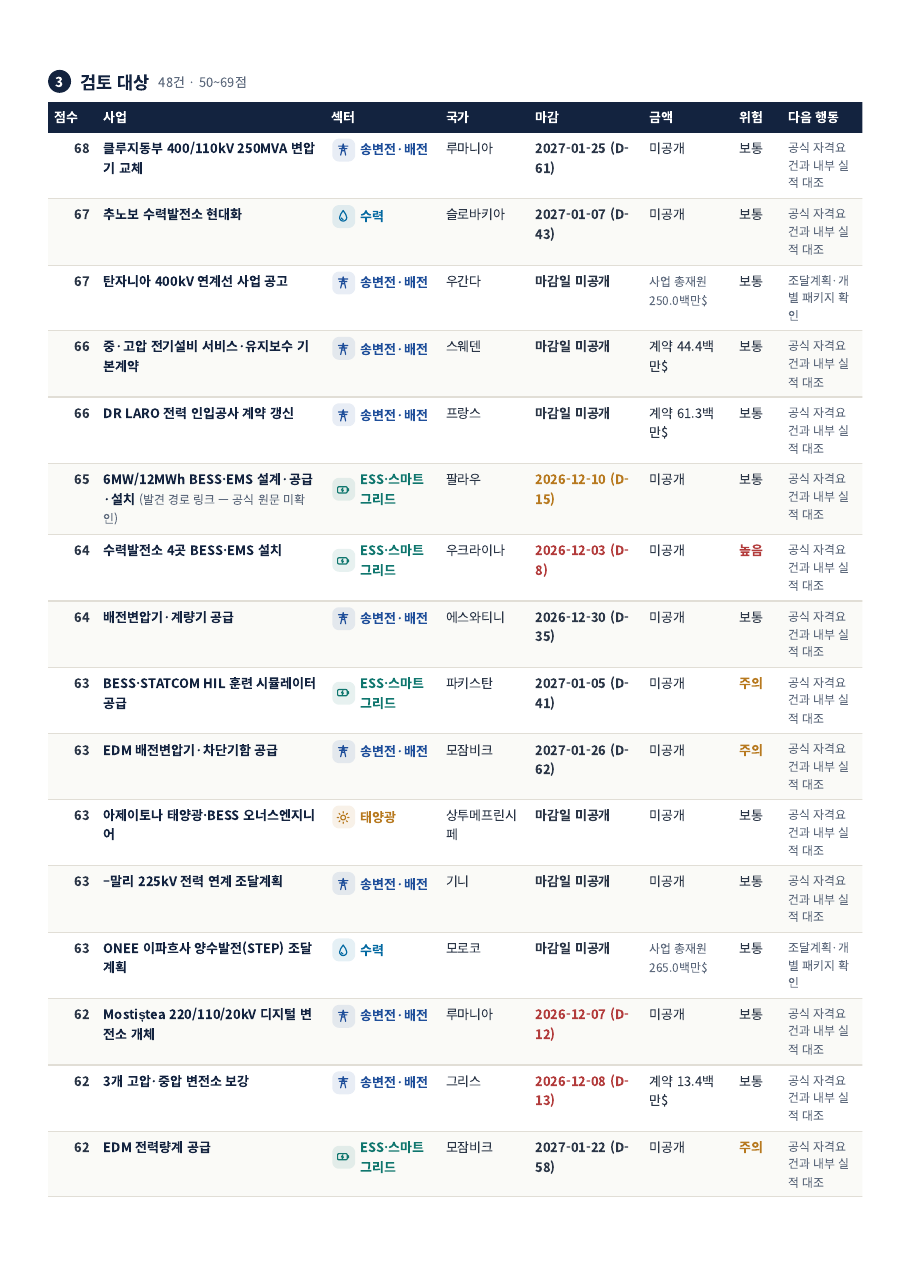 3 검토 대상 48건 · 50~69점
점수 사업 섹터 국가 마감 금액 위험 다음 행동
68 클루지동부 400/110kV 250MVA 변압 송변전·배전 루마니아 2027-01-25 (D- 미공개 보통 공식 자격요
기 교체 61) 건과 내부 실
적 대조
67 추노보 수력발전소 현대화 수력 슬로바키아 2027-01-07 (D- 미공개 보통 공식 자격요
43) 건과 내부 실
적 대조
67 탄자니아 400kV 연계선 사업 공고 송변전·배전 우간다 마감일 미공개 사업 총재원 보통 조달계획·개
250.0백만$ 별 패키지 확
인
66 중·고압 전기설비 서비스·유지보수 기 송변전·배전 스웨덴 마감일 미공개 계약 44.4백 보통 공식 자격요
본계약 만$ 건과 내부 실
적 대조
66 DR LARO 전력 인입공사 계약 갱신 송변전·배전 프랑스 마감일 미공개 계약 61.3백 보통 공식 자격요
만$ 건과 내부 실
적 대조
65 6MW/12MWh BESS·EMS 설계·공급 ESS·스마트 팔라우 2026-12-10 (D- 미공개 보통 공식 자격요
·설치 (발견 경로 링크 — 공식 원문 미확 그리드 15) 건과 내부 실
인) 적 대조
64 수력발전소 4곳 BESS·EMS 설치 ESS·스마트 우크라이나 2026-12-03 (D- 미공개 높음 공식 자격요
그리드 8) 건과 내부 실
적 대조
64 배전변압기·계량기 공급 송변전·배전 에스와티니 2026-12-30 (D- 미공개 보통 공식 자격요
35) 건과 내부 실
적 대조
63 BESS·STATCOM HIL 훈련 시뮬레이터 ESS·스마트 파키스탄 2027-01-05 (D- 미공개 주의 공식 자격요
공급 그리드 41) 건과 내부 실
적 대조
63 EDM 배전변압기·차단기함 공급 송변전·배전 모잠비크 2027-01-26 (D- 미공개 주의 공식 자격요
62) 건과 내부 실
적 대조
63 아제이토나 태양광·BESS 오너스엔지니 태양광 상투메프린시 마감일 미공개 미공개 보통 공식 자격요
어 페 건과 내부 실
적 대조
63 –말리 225kV 전력 연계 조달계획 송변전·배전 기니 마감일 미공개 미공개 보통 공식 자격요
건과 내부 실
적 대조
63 ONEE 이파흐사 양수발전(STEP) 조달 수력 모로코 마감일 미공개 사업 총재원 보통 조달계획·개
계획 265.0백만$ 별 패키지 확
인
62 Mostiștea 220/110/20kV 디지털 변 송변전·배전 루마니아 2026-12-07 (D- 미공개 보통 공식 자격요
전소 개체 12) 건과 내부 실
적 대조
62 3개 고압·중압 변전소 보강 송변전·배전 그리스 2026-12-08 (D- 계약 13.4백 보통 공식 자격요
13) 만$ 건과 내부 실
적 대조
62 EDM 전력량계 공급 ESS·스마트 모잠비크 2027-01-22 (D- 미공개 주의 공식 자격요
그리드 58) 건과 내부 실
적 대조